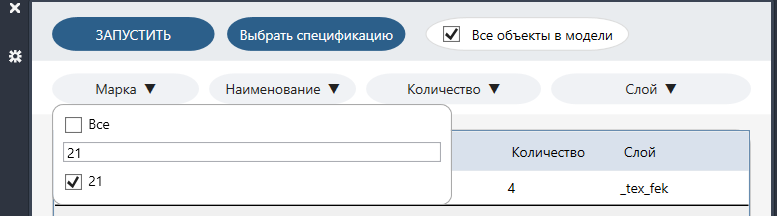 ЗАПУСТИТЬ Выбрать спецификацию Все объекты в модели
Марка ▼ Наименование ▼ Количество ▼ Слой ▼
Все
21
21
Количество Слой
4 _tex_fek